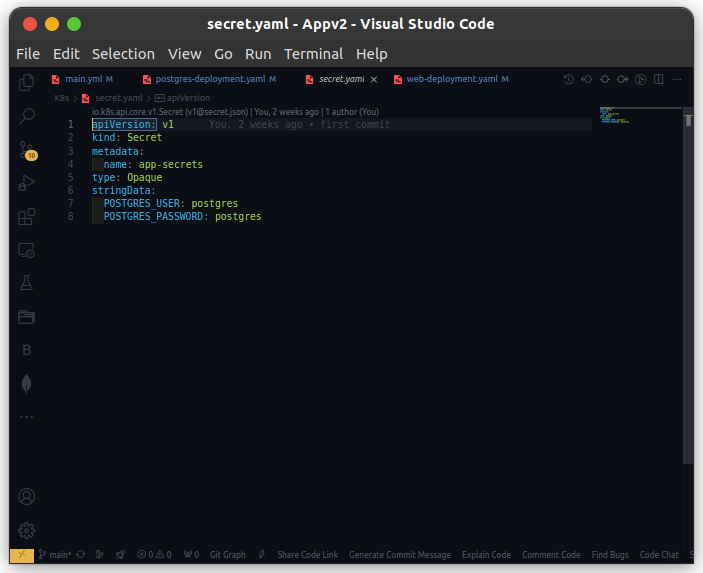 secret.yaml - Appv2 - Visual Studio Code
File Edit Selection View Go Run Terminal Help
main.yml M postgres-deployment.yaml M secret.yaml web-deployment.yaml M
K8s > secret.yaml > apiVersion
io.k8s.api.core.v1.Secret (v1@secret.json) | You, 2 weeks ago | 1 author (You)
1 apiVersion: v1 You, 2 weeks ago • first commit
2 kind: Secret
3 metadata:
4 name: app-secrets
5 type: Opaque
6 stringData:
7 POSTGRES_USER: postgres
8 POSTGRES_PASSWORD: postgres
10
B
main* 0 0 0 Git Graph Share Code Link Generate Commit Message Explain Code Comment Code Find Bugs Code Chat S